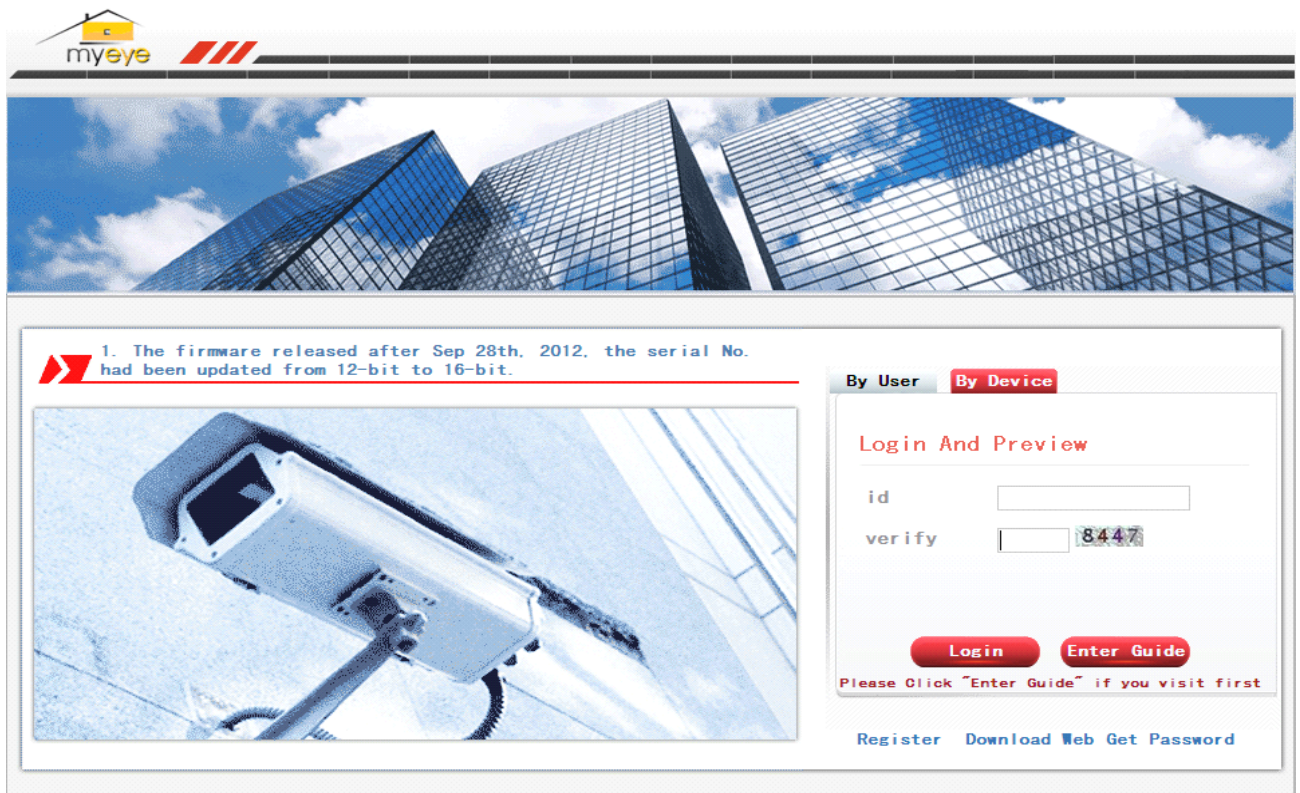 myeye
1. The firmware released after Sep 28th, 2012, the serial No.
had been updated from 12-bit to 16-bit.
By User By Device
Login And Preview
id
verify 8447
Login Enter Guide
Please Click "Enter Guide" if you visit first
Register Download Web Get Password